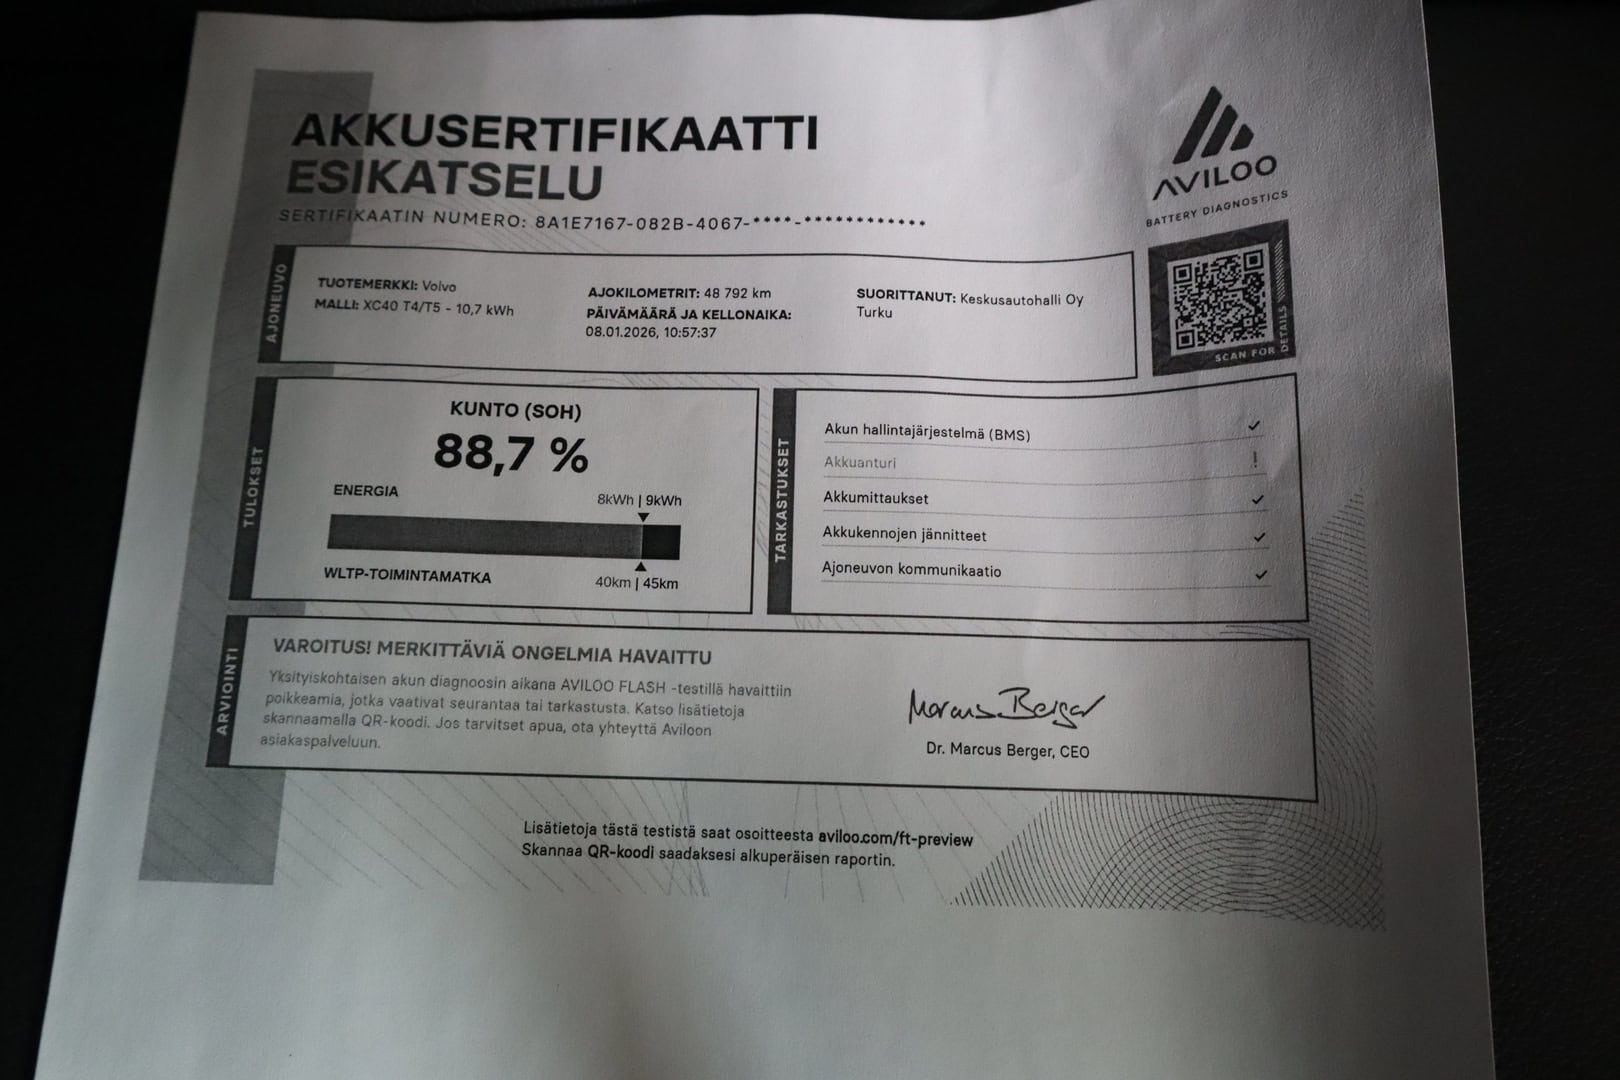 AKKUSERTIFIKAATTI
ESIKATSELU
SERTIFIKAATIN NUMERO: 8A1E7167-082B-4067-****-************
AVILOO
BATTERY DIAGNOSTICS
SCAN FOR DETAILS
AJONEUVO
TUOTEMERKKI: Volvo
MALLI: XC40 T4/T5 - 10,7 kWh
AJOKILOMETRIT: 48 792 km
PÄIVÄMÄÄRÄ JA KELLONAIKA:
08.01.2026, 10:57:37
SUORITTANUT: Keskusautohalli Oy
Turku
TULOKSET
KUNTO (SOH)
88,7 %
ENERGIA
8kWh | 9kWh
WLTP-TOIMINTAMATKA
40km | 45km
TARKASTUKSET
Akun hallintajärjestelmä (BMS) ✓
Akkuanturi !
Akkumittaukset ✓
Akkukennojen jännitteet ✓
Ajoneuvon kommunikaatio ✓
ARVIOINTI
VAROITUS! MERKITTÄVIÄ ONGELMIA HAVAITTU
Yksityiskohtaisen akun diagnoosin aikana AVILOO FLASH -testillä havaittiin
poikkeamia, jotka vaativat seurantaa tai tarkastusta. Katso lisätietoja
skannaamalla QR-koodi. Jos tarvitset apua, ota yhteyttä Aviloon
asiakaspalveluun.
Marcus Berger
Dr. Marcus Berger, CEO
Lisätietoja tästä testistä saat osoitteesta aviloo.com/ft-preview
Skannaa QR-koodi saadaksesi alkuperäisen raportin.